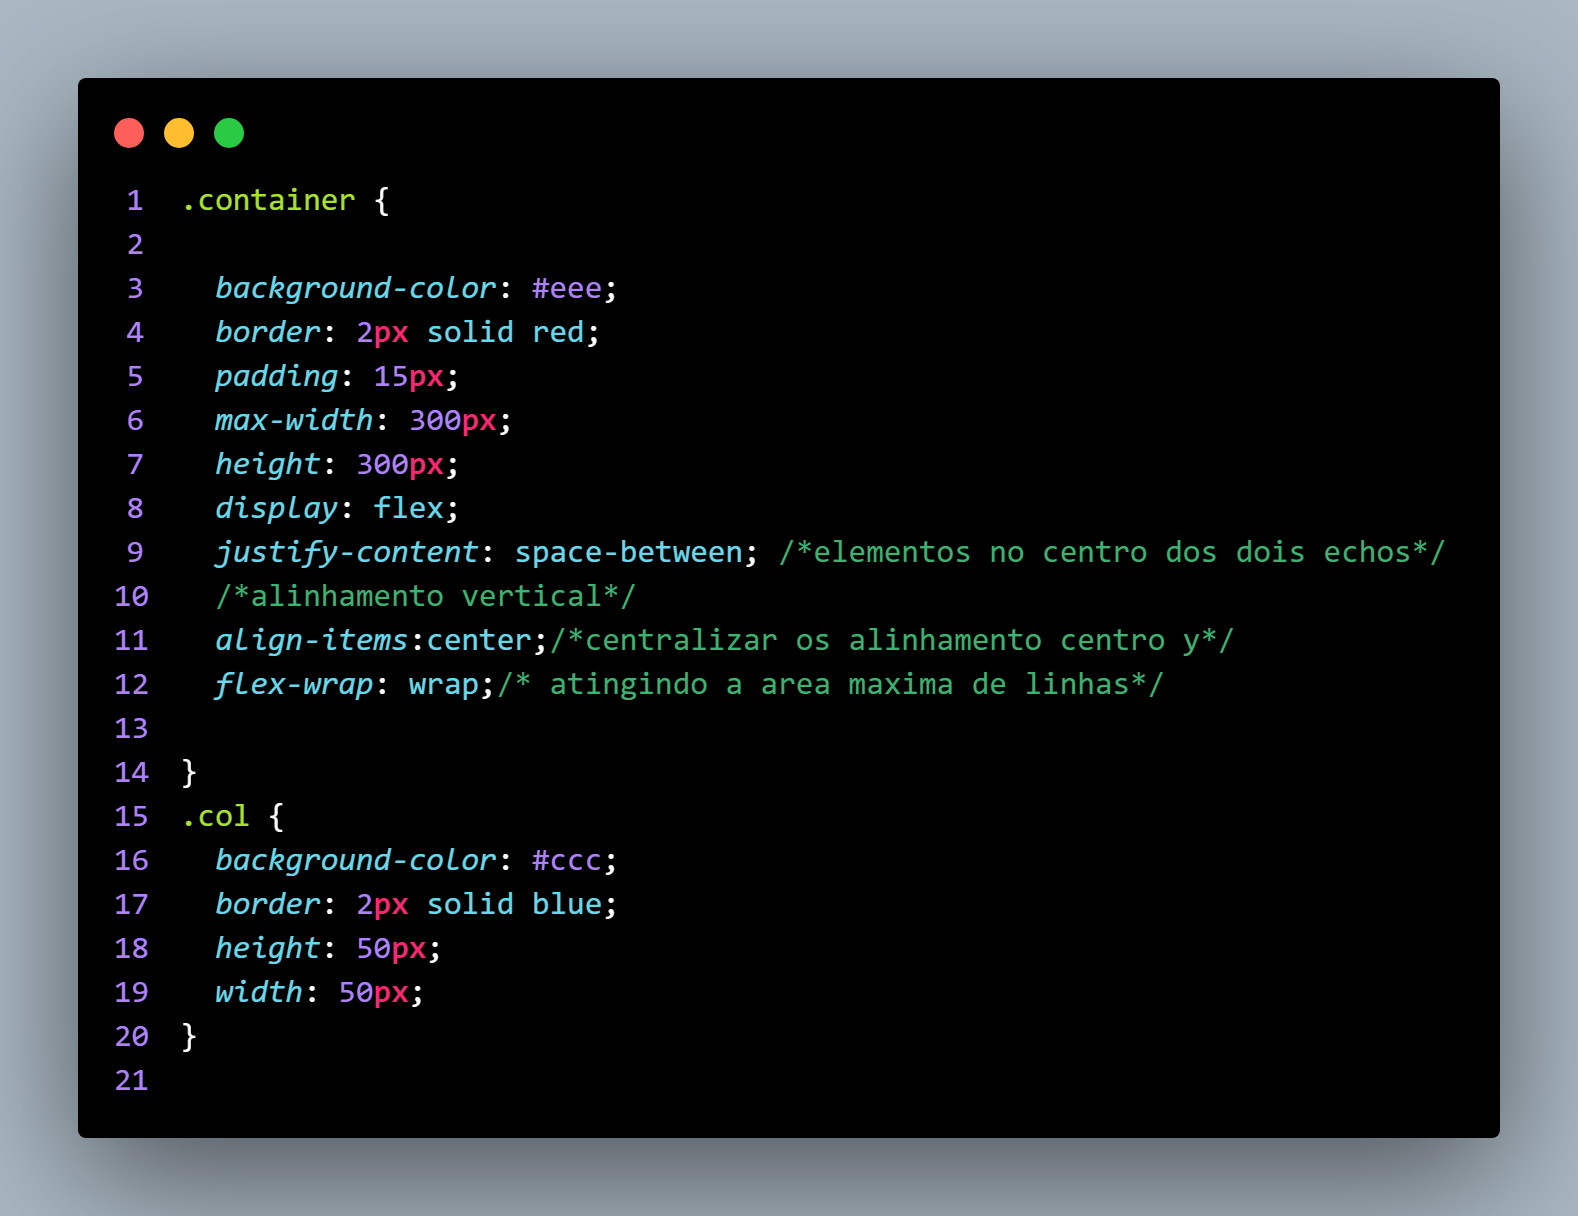 1 .container {
2
3 background-color: #eee;
4 border: 2px solid red;
5 padding: 15px;
6 max-width: 300px;
7 height: 300px;
8 display: flex;
9 justify-content: space-between; /*elementos no centro dos dois echos*/
10 /*alinhamento vertical*/
11 align-items:center;/*centralizar os alinhamento centro y*/
12 flex-wrap: wrap;/* atingindo a area maxima de linhas*/
13
14 }
15 .col {
16 background-color: #ccc;
17 border: 2px solid blue;
18 height: 50px;
19 width: 50px;
20 }
21